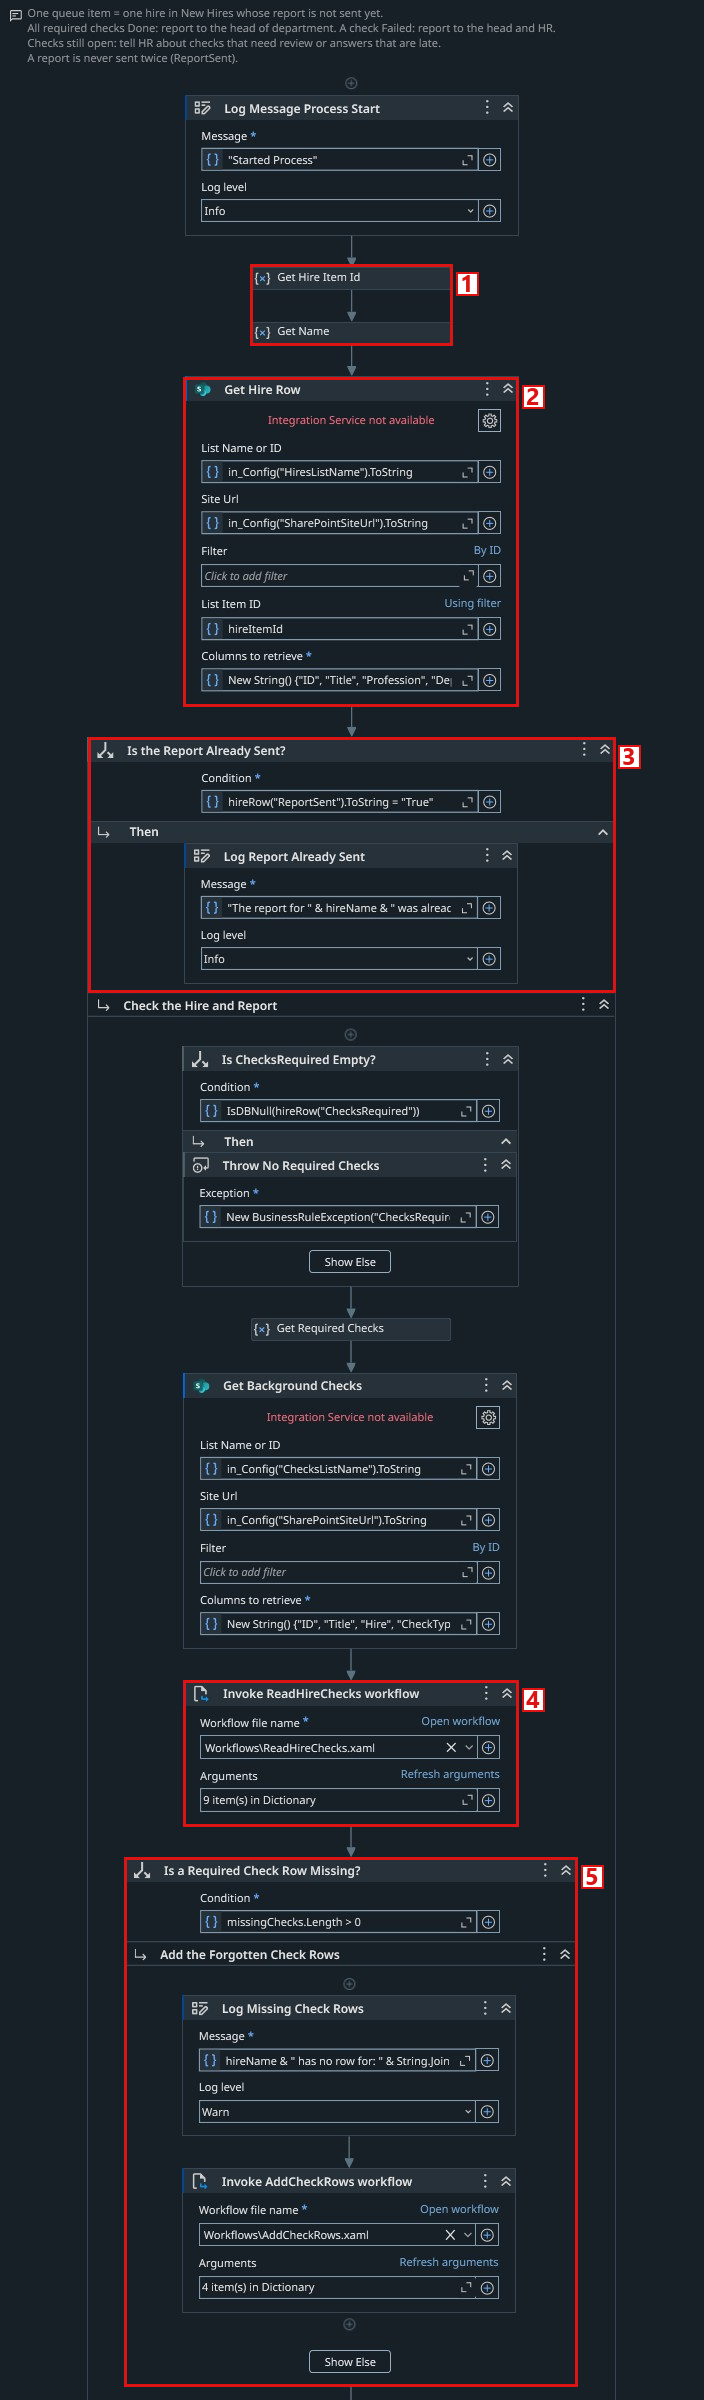 One queue item = one hire in New Hires whose report is not sent yet.
All required checks Done: report to the head of department. A check Failed: report to the head and HR.
Checks still open: tell HR about checks that need review or answers that are late.
A report is never sent twice (ReportSent).
Log Message Process Start
Message *
"Started Process"
Log level
Info
Get Hire Item Id
1
Get Name
Get Hire Row
2
Integration Service not available
List Name or ID
in_Config("HiresListName").ToString
Site Url
in_Config("SharePointSiteUrl").ToString
Filter By ID
Click to add filter
List Item ID Using filter
hireItemId
Columns to retrieve *
New String() {"ID", "Title", "Profession", "De
Is the Report Already Sent?
3
Condition *
hireRow("ReportSent").ToString = "True"
Then
Log Report Already Sent
Message *
"The report for " & hireName & " was alreac
Log level
Info
Check the Hire and Report
Is ChecksRequired Empty?
Condition *
IsDBNull(hireRow("ChecksRequired"))
Then
Throw No Required Checks
Exception *
New BusinessRuleException("ChecksRequir
Show Else
Get Required Checks
Get Background Checks
Integration Service not available
List Name or ID
in_Config("ChecksListName").ToString
Site Url
in_Config("SharePointSiteUrl").ToString
Filter By ID
Click to add filter
Columns to retrieve *
New String() {"ID", "Title", "Hire", "CheckTyp
Invoke ReadHireChecks workflow
4
Workflow file name * Open workflow
Workflows\ReadHireChecks.xaml
Arguments Refresh arguments
9 item(s) in Dictionary
Is a Required Check Row Missing?
5
Condition *
missingChecks.Length > 0
Add the Forgotten Check Rows
Log Missing Check Rows
Message *
hireName & " has no row for: " & String.Join
Log level
Warn
Invoke AddCheckRows workflow
Workflow file name * Open workflow
Workflows\AddCheckRows.xaml
Arguments Refresh arguments
4 item(s) in Dictionary
Show Else